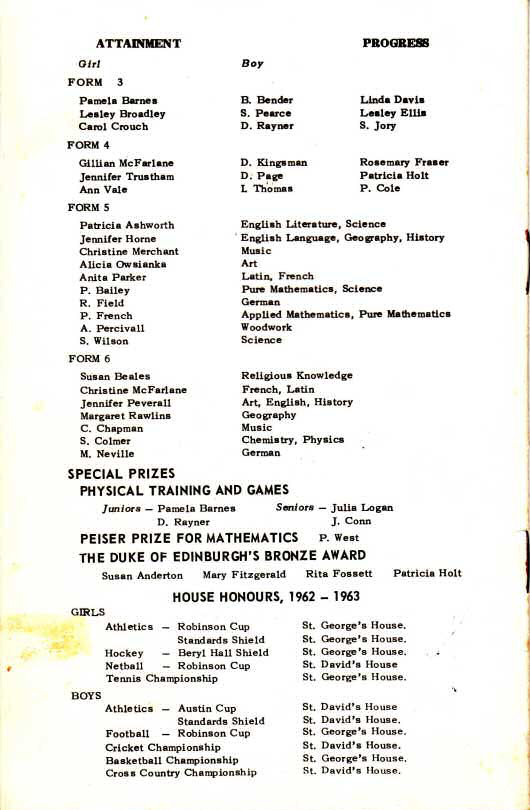 ATTAINMENT PROGRESS
Girl Boy
FORM 3
Pamela Barnes B. Bender Linda Davis
Lesley Broadley S. Pearce Lesley Ellis
Carol Crouch D. Rayner S. Jory
FORM 4
Gillian McFarlane D. Kingsman Rosemary Fraser
Jennifer Trustham D. Page Patricia Holt
Ann Vale I. Thomas P. Cole
FORM 5
Patricia Ashworth English Literature, Science
Jennifer Horne English Language, Geography, History
Christine Merchant Music
Alicia Owsianka Art
Anita Parker Latin, French
P. Bailey Pure Mathematics, Science
R. Field German
P. French Applied Mathematics, Pure Mathematics
A. Percivall Woodwork
S. Wilson Science
FORM 6
Susan Beales Religious Knowledge
Christine McFarlane French, Latin
Jennifer Peverall Art, English, History
Margaret Rawlins Geography
C. Chapman Music
S. Colmer Chemistry, Physics
M. Neville German
SPECIAL PRIZES
PHYSICAL TRAINING AND GAMES
Juniors – Pamela Barnes Seniors – Julia Logan
D. Rayner J. Conn
PEISER PRIZE FOR MATHEMATICS P. West
THE DUKE OF EDINBURGH'S BRONZE AWARD
Susan Anderton Mary Fitzgerald Rita Fossett Patricia Holt
HOUSE HONOURS, 1962 – 1963
GIRLS
Athletics – Robinson Cup St. George's House.
Standards Shield St. George's House.
Hockey – Beryl Hall Shield St. George's House.
Netball – Robinson Cup St. David's House
Tennis Championship St. George's House.
BOYS
Athletics – Austin Cup St. David's House
Standards Shield St. David's House.
Football – Robinson Cup St. George's House.
Cricket Championship St. David's House.
Basketball Championship St. George's House.
Cross Country Championship St. David's House.